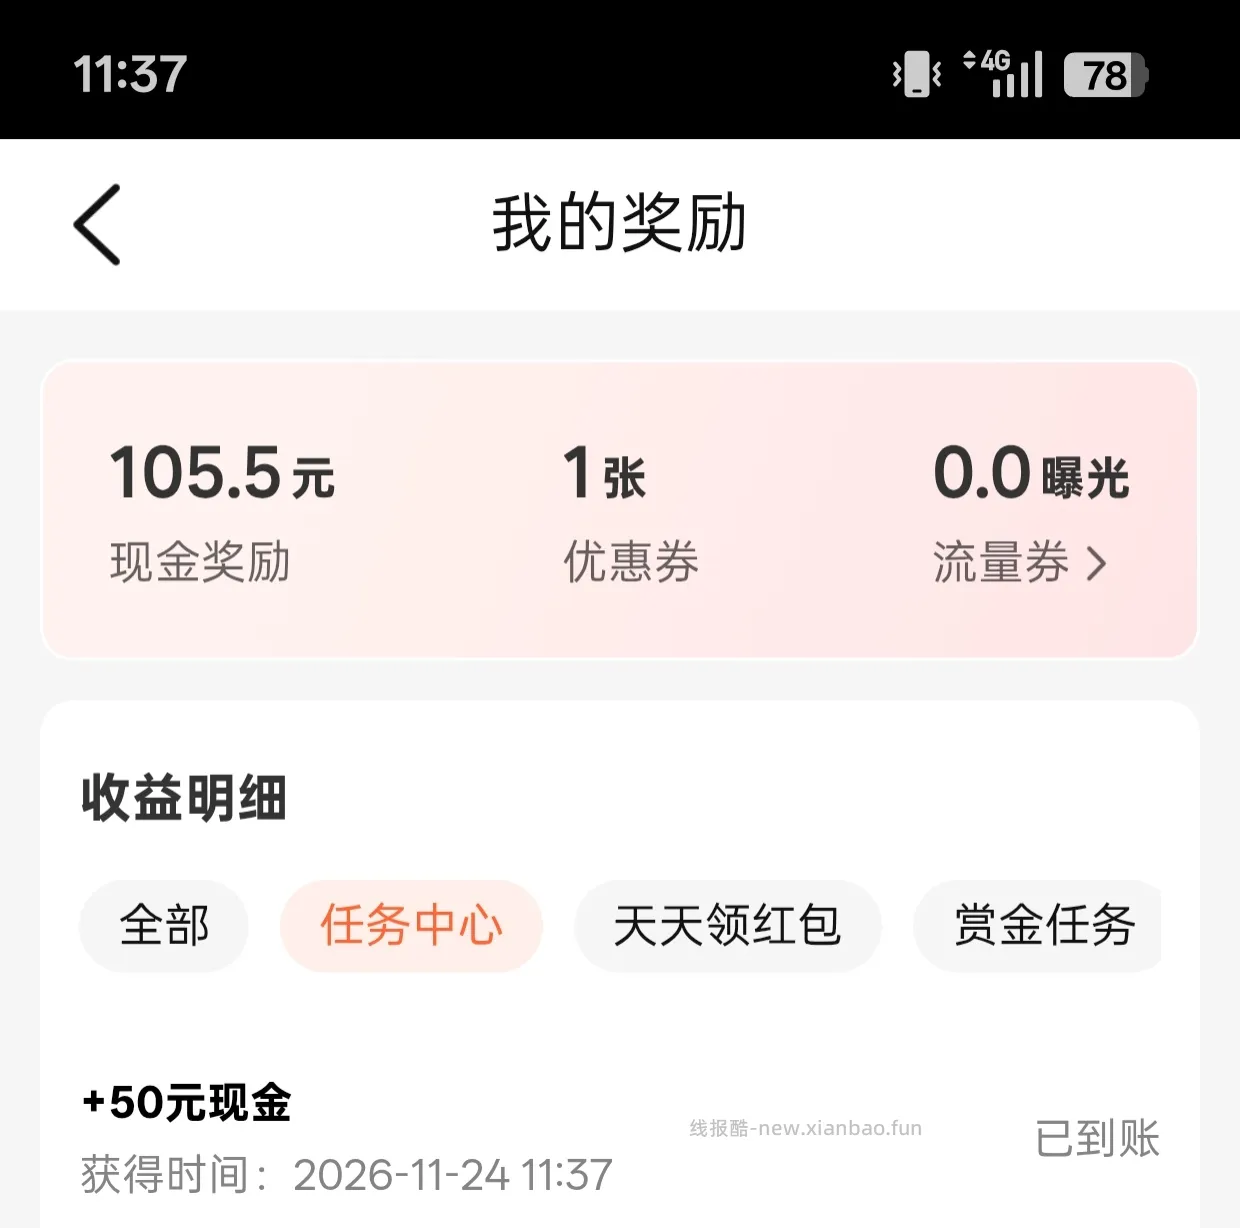 11:37
4G
78
我的奖励
105.5元
1张
0.0曝光
现金奖励
优惠券
流量券
收益明细
全部
任务中心
天天领红包
赏金任务
+50元现金
线报酷-new.xianbao.fun
已到账
获得时间：2026-11-24 11:37